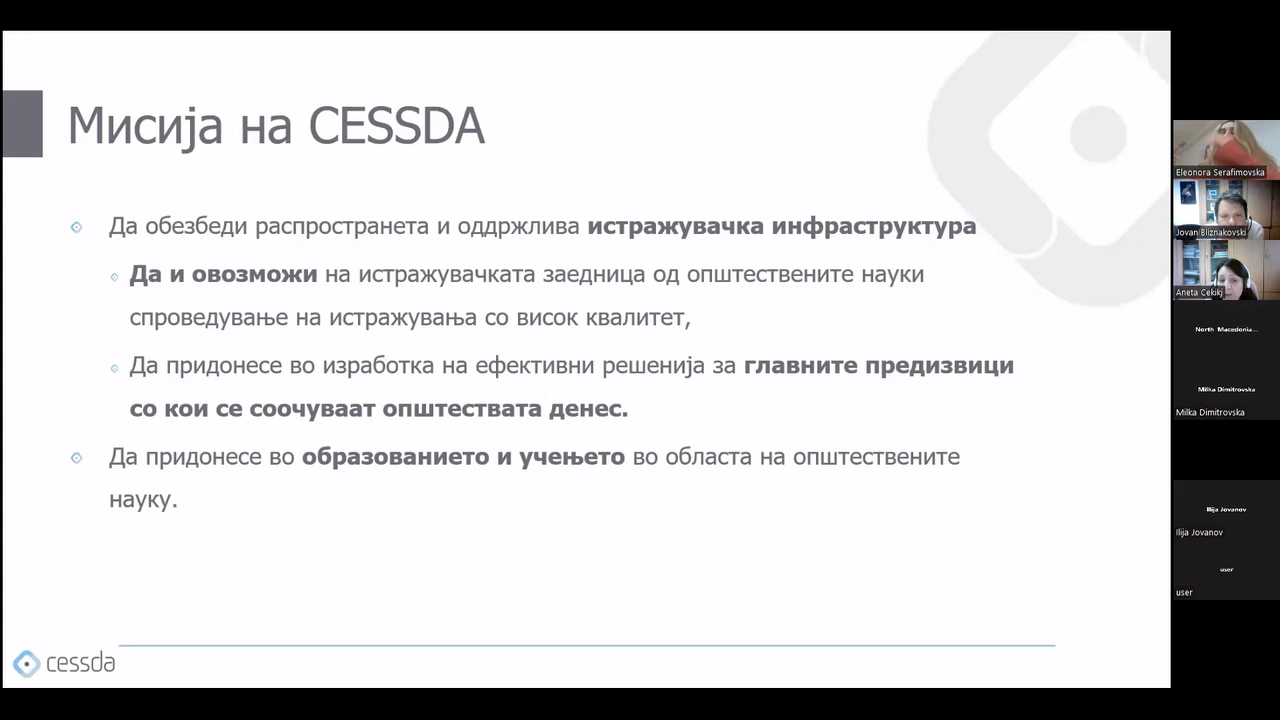 Мисија на CESSDA
Да обезбеди распространета и оддржлива истражувачка инфраструктура
Да и овозможи на истражувачката заедница од општествените науки
спроведување на истражувања со висок квалитет,
Да придонесе во изработка на ефективни решенија за главните предизвици
со кои се соочуваат општествата денес.
Да придонесе во образованието и учењето во областа на општествените
науку.
cessda
Eleonora Serafimovska
Jovan Bliznakovski
Aneta Cekikj
North Macedonia...
Milka Dimitrovska
Milka Dimitrovska
Ilija Jovanov
Ilija Jovanov
user
user